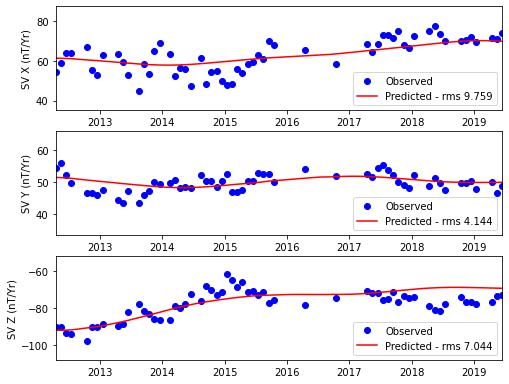 SV X (nT/Yr)
80
60
40
Observed
Predicted - rms 9.759
2013 2014 2015 2016 2017 2018 2019
SV Y (nT/Yr)
60
50
40
Observed
Predicted - rms 4.144
2013 2014 2015 2016 2017 2018 2019
SV Z (nT/Yr)
−60
−80
−100
Observed
Predicted - rms 7.044
2013 2014 2015 2016 2017 2018 2019